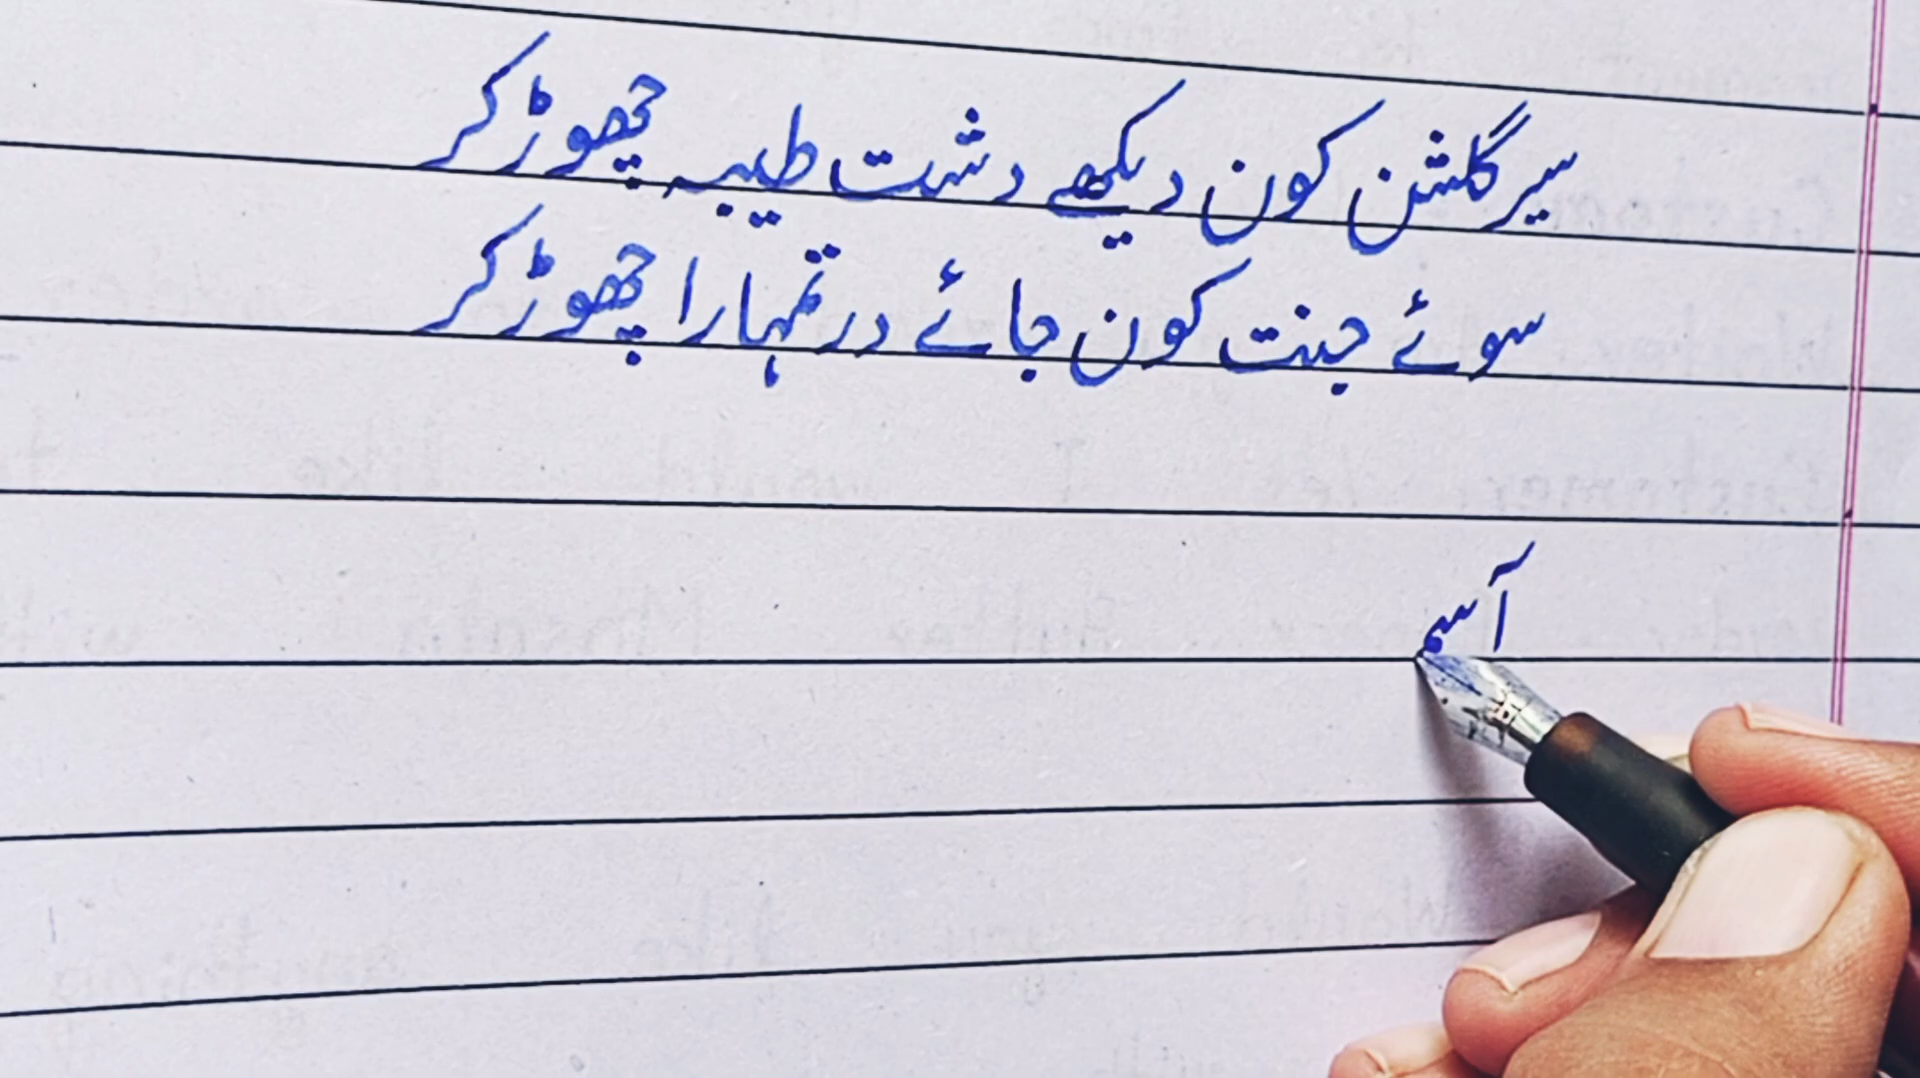 سیر گلشن کون دیکھے دشت طیبہ چھوڑ کر
سوئے جنت کون جائے در تمہارا چھوڑ کر
آسم